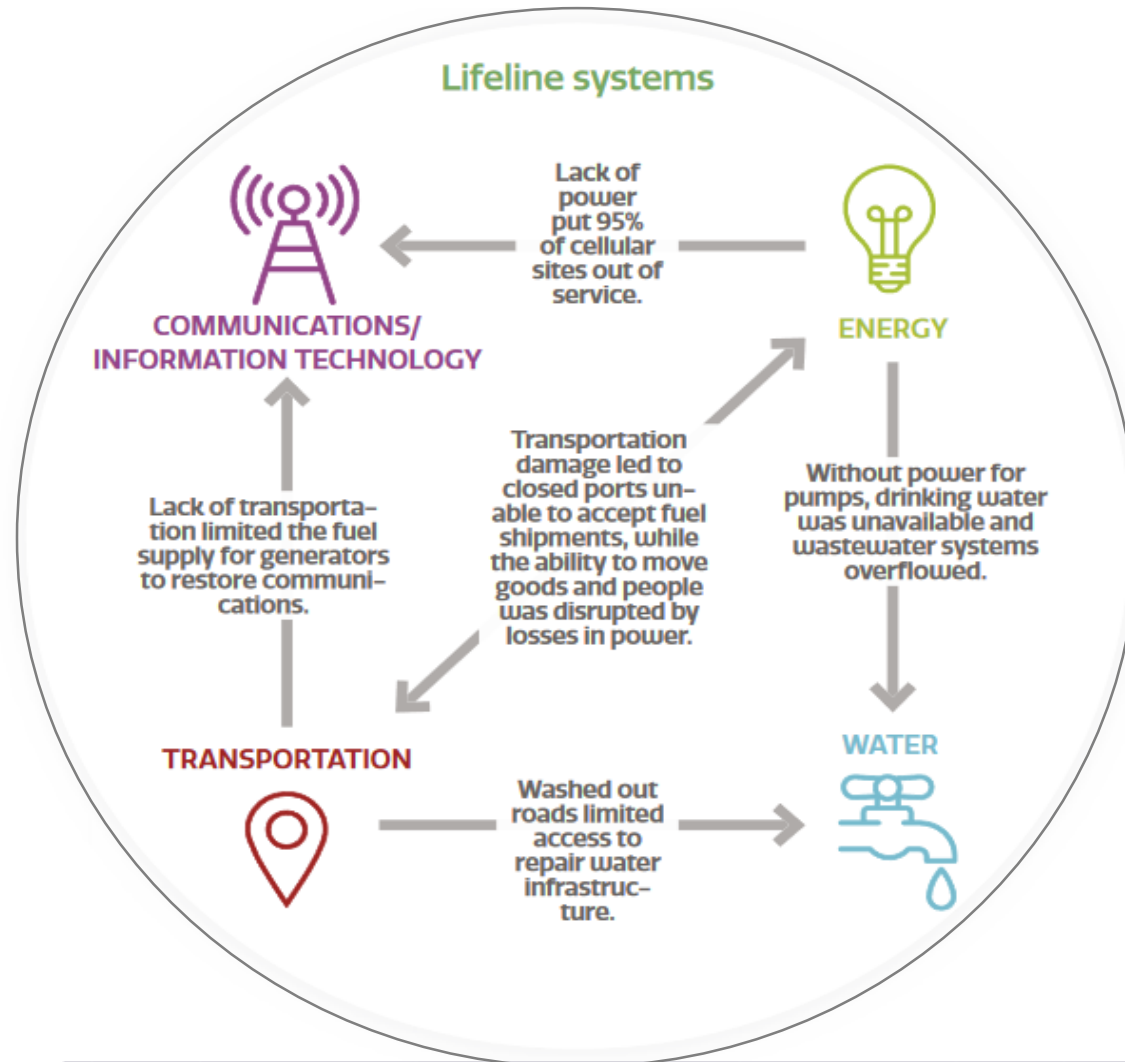 Lifeline systems
Lack of
power
put 95%
of cellular
sites out of
service.
COMMUNICATIONS/
INFORMATION TECHNOLOGY
ENERGY
Transportation
damage led to
closed ports un-
able to accept fuel
shipments, while
the ability to move
goods and people
was disrupted by
losses in power.
Without power for
pumps, drinking water
was unavailable and
wastewater systems
overflowed.
Lack of transporta-
tion limited the fuel
supply for generators
to restore communi-
cations.
TRANSPORTATION
WATER
Washed out
roads limited
access to
repair water
infrastruc-
ture.